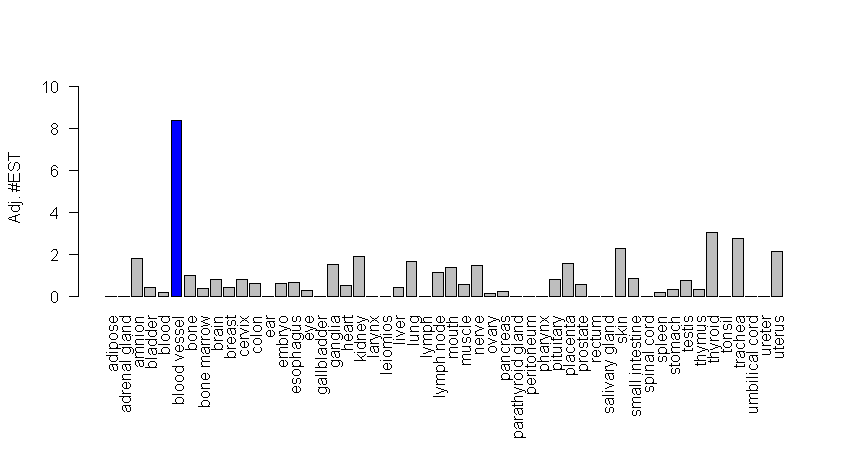 Adj. #EST
10
8
6
4
2
0
adipose
adrenal gland
amnion
bladder
blood
blood vessel
bone
bone marrow
brain
breast
cervix
colon
ear
embryo
esophagus
eye
gallbladder
ganglia
heart
kidney
larynx
leiomios
liver
lung
lymph
lymph node
mouth
muscle
nerve
ovary
pancreas
parathyroid gland
peritoneum
pharynx
pituitary
placenta
prostate
rectum
salivary gland
skin
small intestine
spinal cord
spleen
stomach
testis
thymus
thyroid
tonsil
trachea
umbilical cord
ureter
uterus